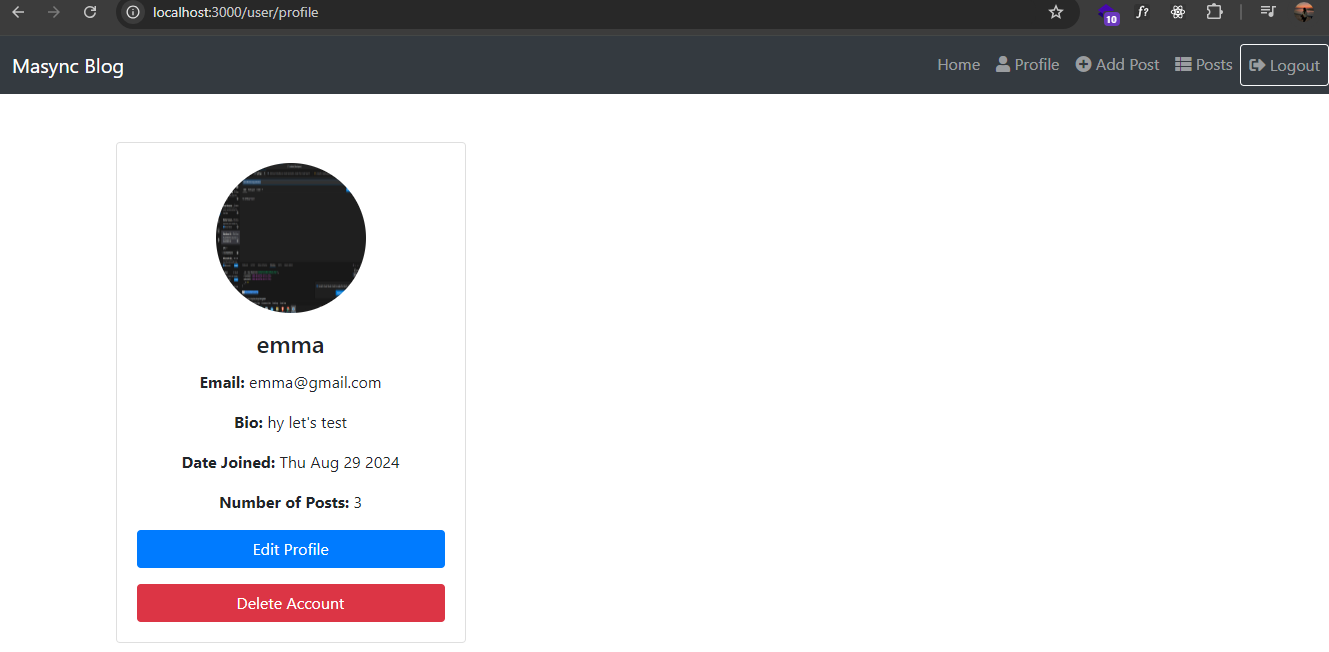 localhost:3000/user/profile
10
f?
Masync Blog
Home Profile Add Post Posts Logout
emma
Email: emma@gmail.com
Bio: hy let's test
Date Joined: Thu Aug 29 2024
Number of Posts: 3
Edit Profile
Delete Account